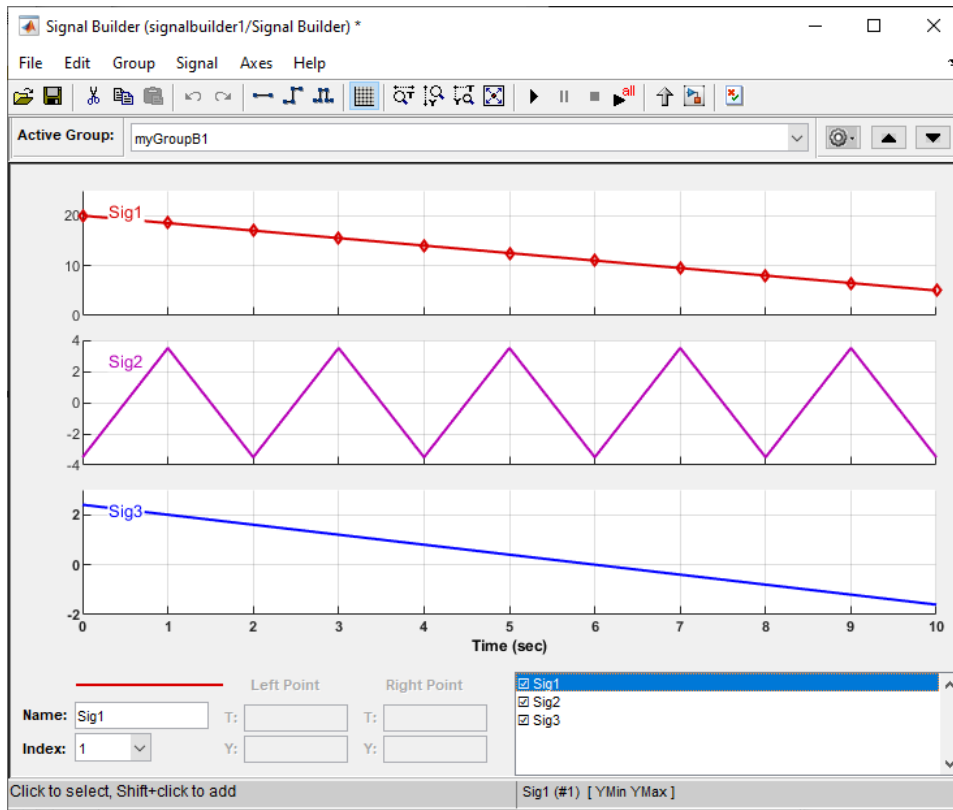 Signal Builder (signalbuilder1/Signal Builder) *
File Edit Group Signal Axes Help
all
Active Group: myGroupB1
Sig1
20
10
0
Sig2
4
2
0
-2
-4
Sig3
2
0
-2
0 1 2 3 4 5 6 7 8 9 10
Time (sec)
Left Point Right Point
Name: Sig1 T: T:
Index: 1 Y: Y:
Sig1
Sig2
Sig3
Click to select, Shift+click to add Sig1 (#1) [ YMin YMax ]